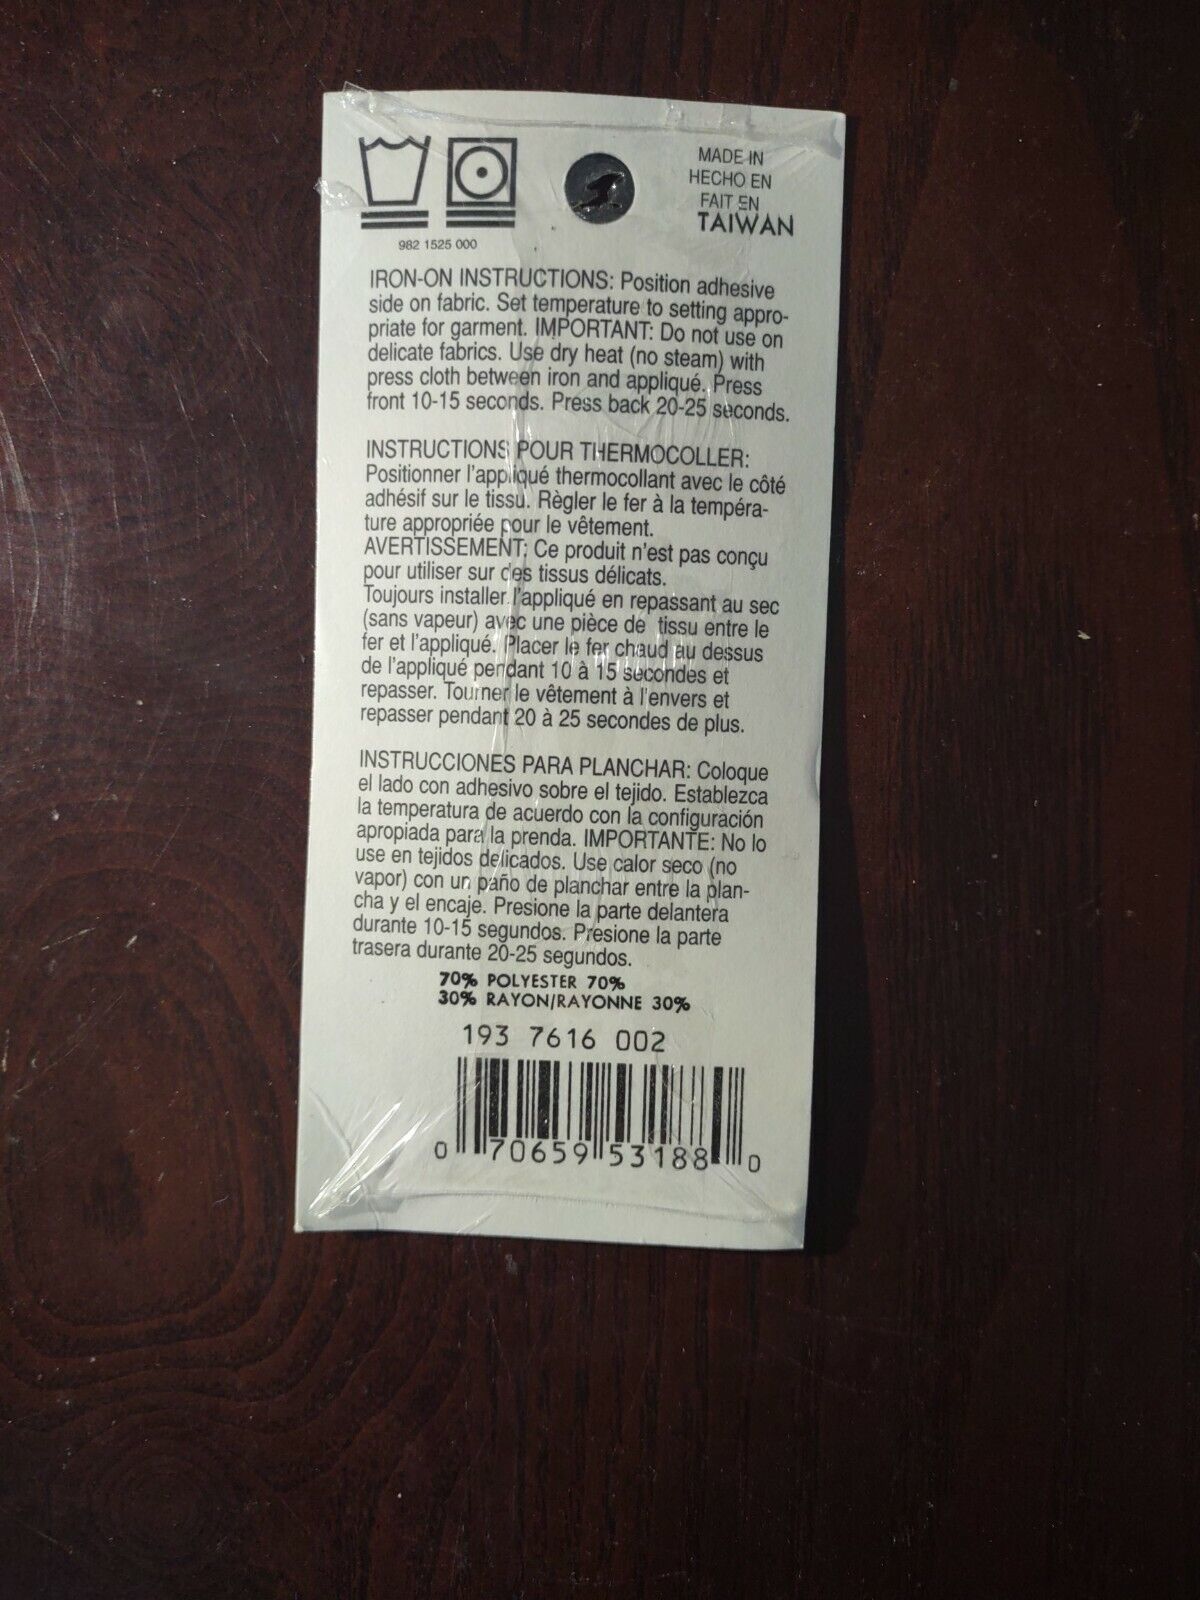 MADE IN
HECHO EN
FAIT EN
TAIWAN
982 1525 000
IRON-ON INSTRUCTIONS: Position adhesive
side on fabric. Set temperature to setting appro-
priate for garment. IMPORTANT: Do not use on
delicate fabrics. Use dry heat (no steam) with
press cloth between iron and appliqué. Press
front 10-15 seconds. Press back 20-25 seconds.
INSTRUCTIONS POUR THERMOCOLLER:
Positionner l'appliqué thermocollant avec le côté
adhésif sur le tissu. Règler le fer à la tempéra-
ture appropriée pour le vêtement.
AVERTISSEMENT: Ce produit n'est pas conçu
pour utiliser sur des tissus délicats.
Toujours installer l'appliqué en repassant au sec
(sans vapeur) avec une pièce de tissu entre le
fer et l'appliqué. Placer le fer chaud au dessus
de l'appliqué pendant 10 à 15 secondes et
repasser. Tourner le vêtement à l'envers et
repasser pendant 20 à 25 secondes de plus.
INSTRUCCIONES PARA PLANCHAR: Coloque
el lado con adhesivo sobre el tejido. Establezca
la temperatura de acuerdo con la configuración
apropiada para la prenda. IMPORTANTE: No lo
use en tejidos delicados. Use calor seco (no
vapor) con un paño de planchar entre la plan-
cha y el encaje. Presione la parte delantera
durante 10-15 segundos. Presione la parte
trasera durante 20-25 segundos.
70% POLYESTER 70%
30% RAYON/RAYONNE 30%
193 7616 002
0 70659 53188 0